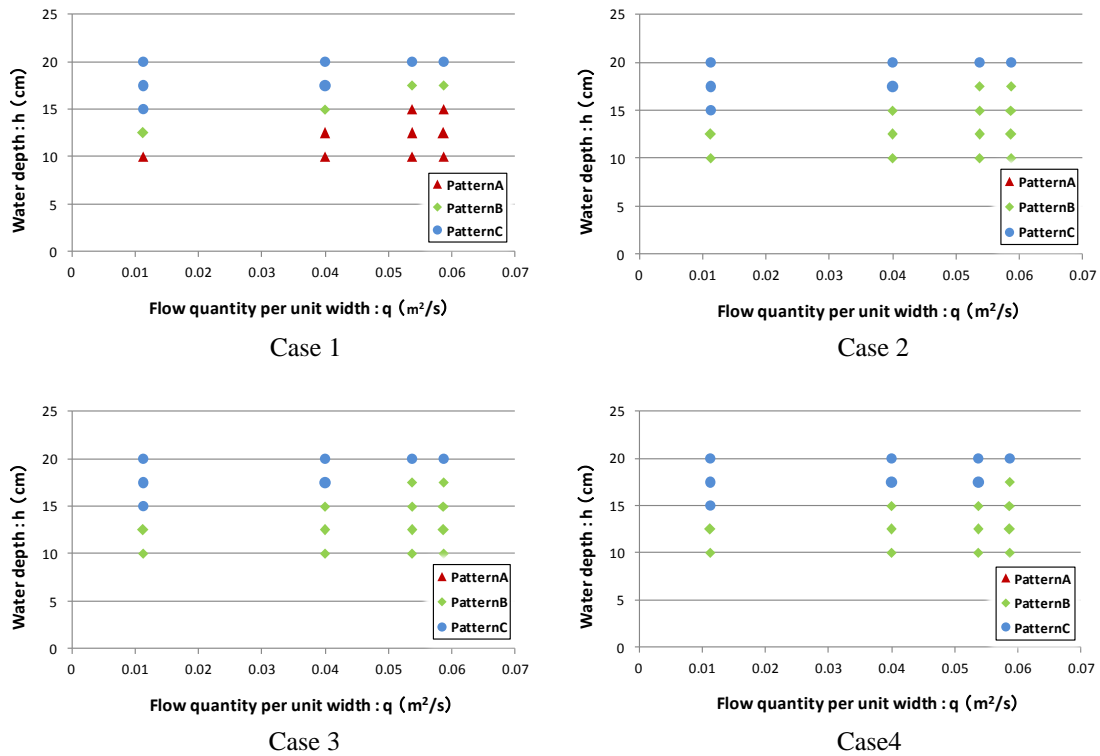 25
20
15
10
5
0
Water depth : h (cm)
0 0.01 0.02 0.03 0.04 0.05 0.06 0.07
Flow quantity per unit width : q (m²/s)
PatternA
PatternB
PatternC
Case 1
25
20
15
10
5
0
Water depth : h (cm)
0 0.01 0.02 0.03 0.04 0.05 0.06 0.07
Flow quantity per unit width : q (m²/s)
PatternA
PatternB
PatternC
Case 2
25
20
15
10
5
0
Water depth : h (cm)
0 0.01 0.02 0.03 0.04 0.05 0.06 0.07
Flow quantity per unit width : q (m²/s)
PatternA
PatternB
PatternC
Case 3
25
20
15
10
5
0
Water depth : h (cm)
0 0.01 0.02 0.03 0.04 0.05 0.06 0.07
Flow quantity per unit width : q (m²/s)
PatternA
PatternB
PatternC
Case4